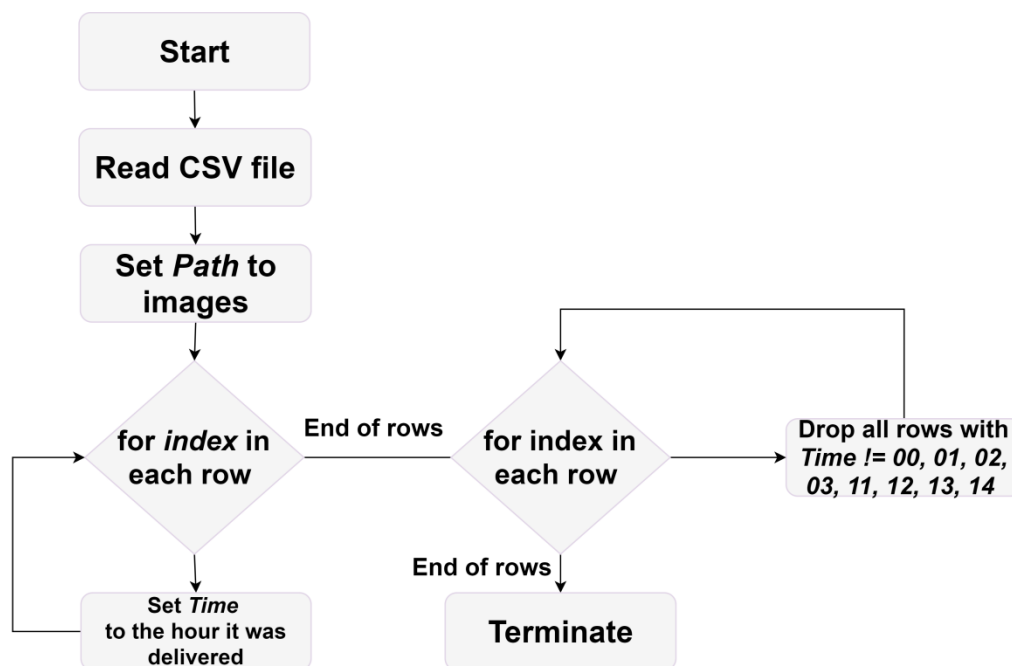 Start
Read CSV file
Set Path to
images
for index in
each row
End of rows
for index in
each row
Drop all rows with
Time != 00, 01, 02,
03, 11, 12, 13, 14
Set Time
to the hour it was
delivered
End of rows
Terminate